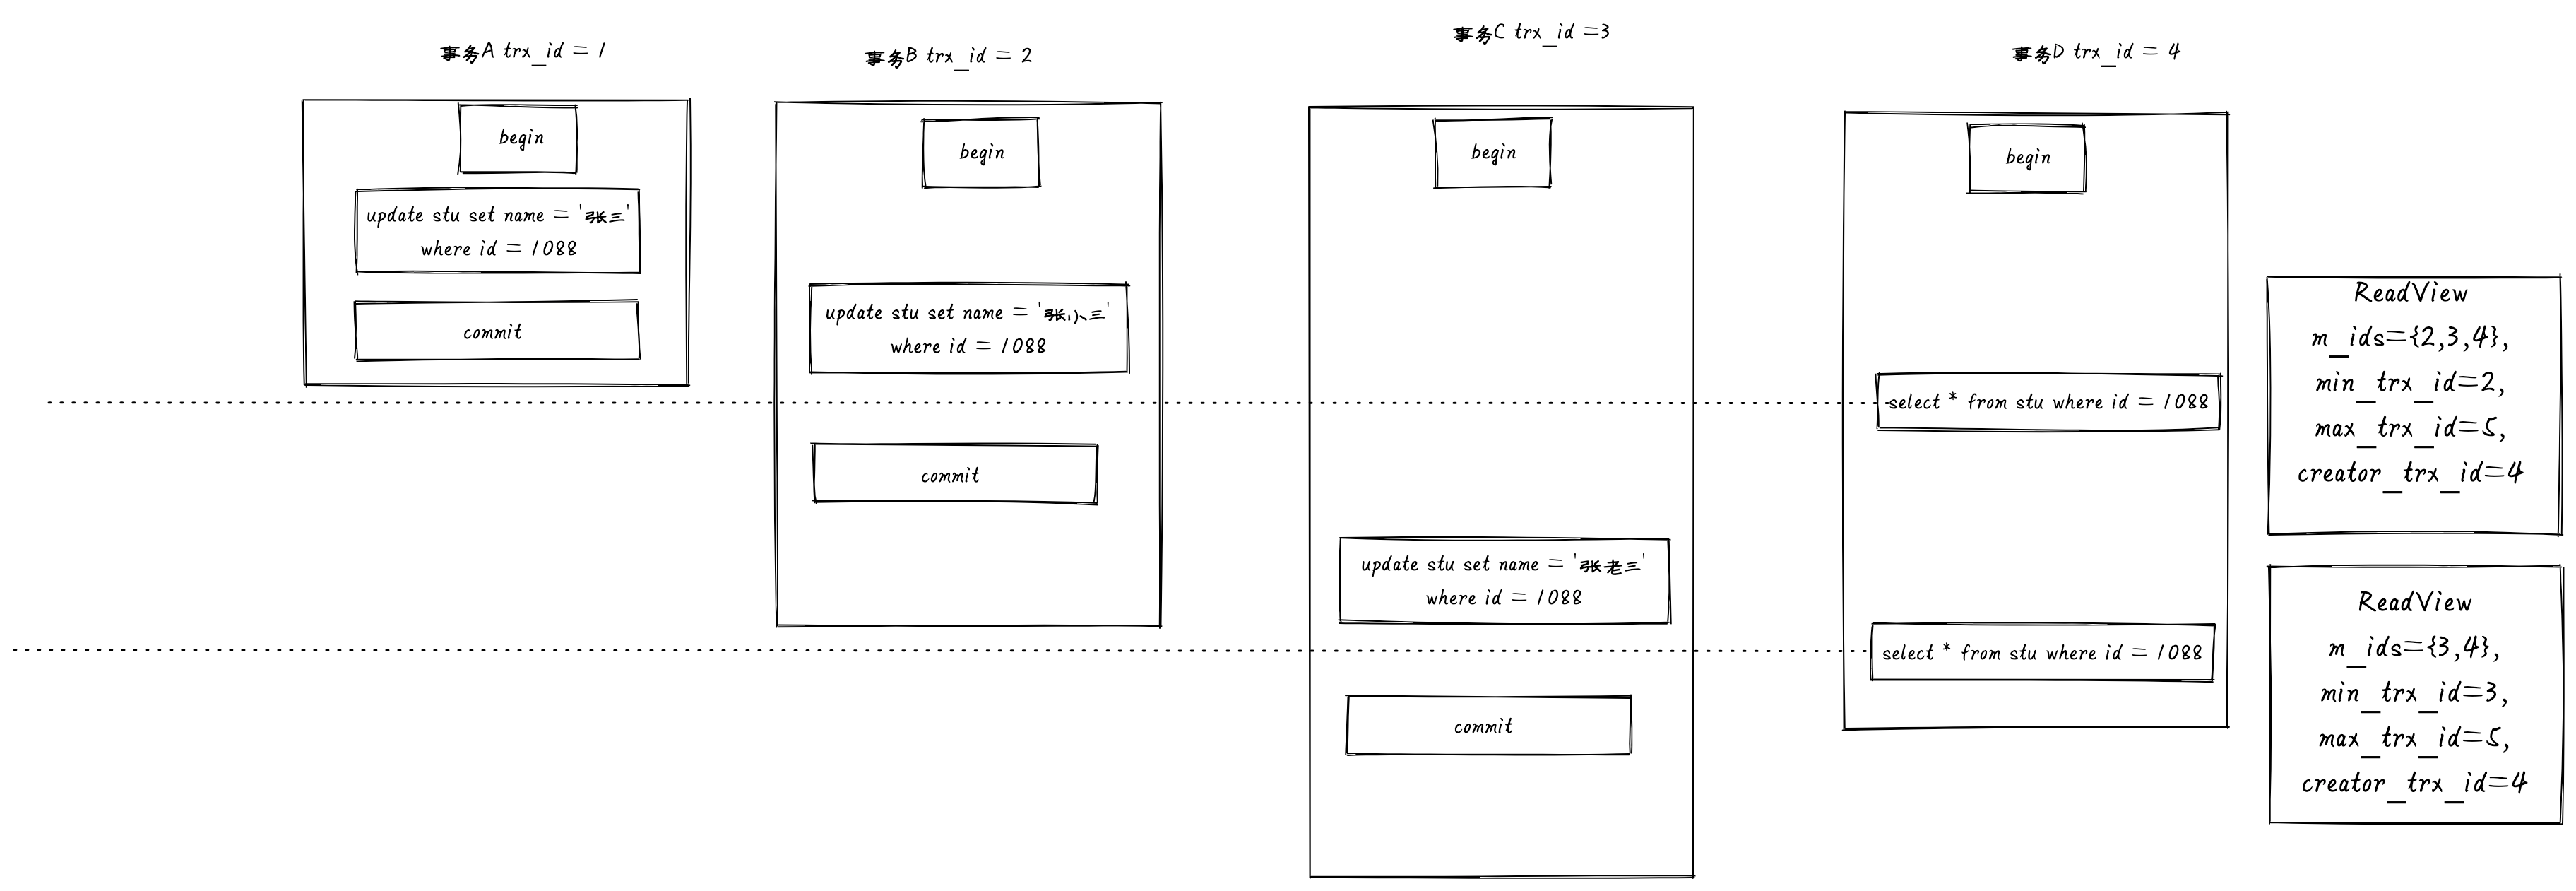 事务A trx_id = 1
begin
update stu set name = '张三'
where id = 1088
commit
事务B trx_id = 2
begin
update stu set name = '张小三'
where id = 1088
commit
事务C trx_id =3
begin
update stu set name = '张老三'
where id = 1088
commit
事务D trx_id = 4
begin
select * from stu where id = 1088
select * from stu where id = 1088
ReadView
m_ids={2,3,4},
min_trx_id=2,
max_trx_id=5,
creator_trx_id=4
ReadView
m_ids={3,4},
min_trx_id=3,
max_trx_id=5,
creator_trx_id=4